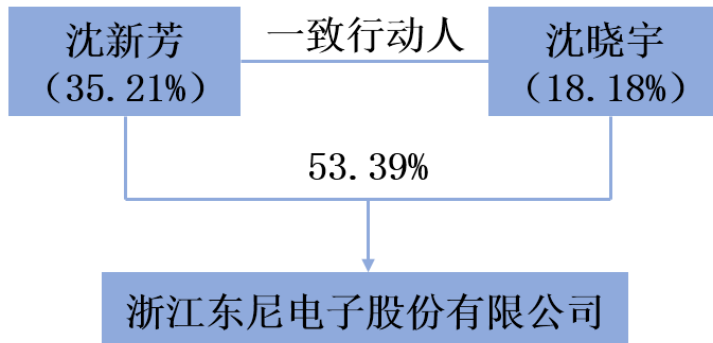 沈新芳
（35.21%）
一致行动人
沈晓宇
（18.18%）
53.39%
浙江东尼电子股份有限公司